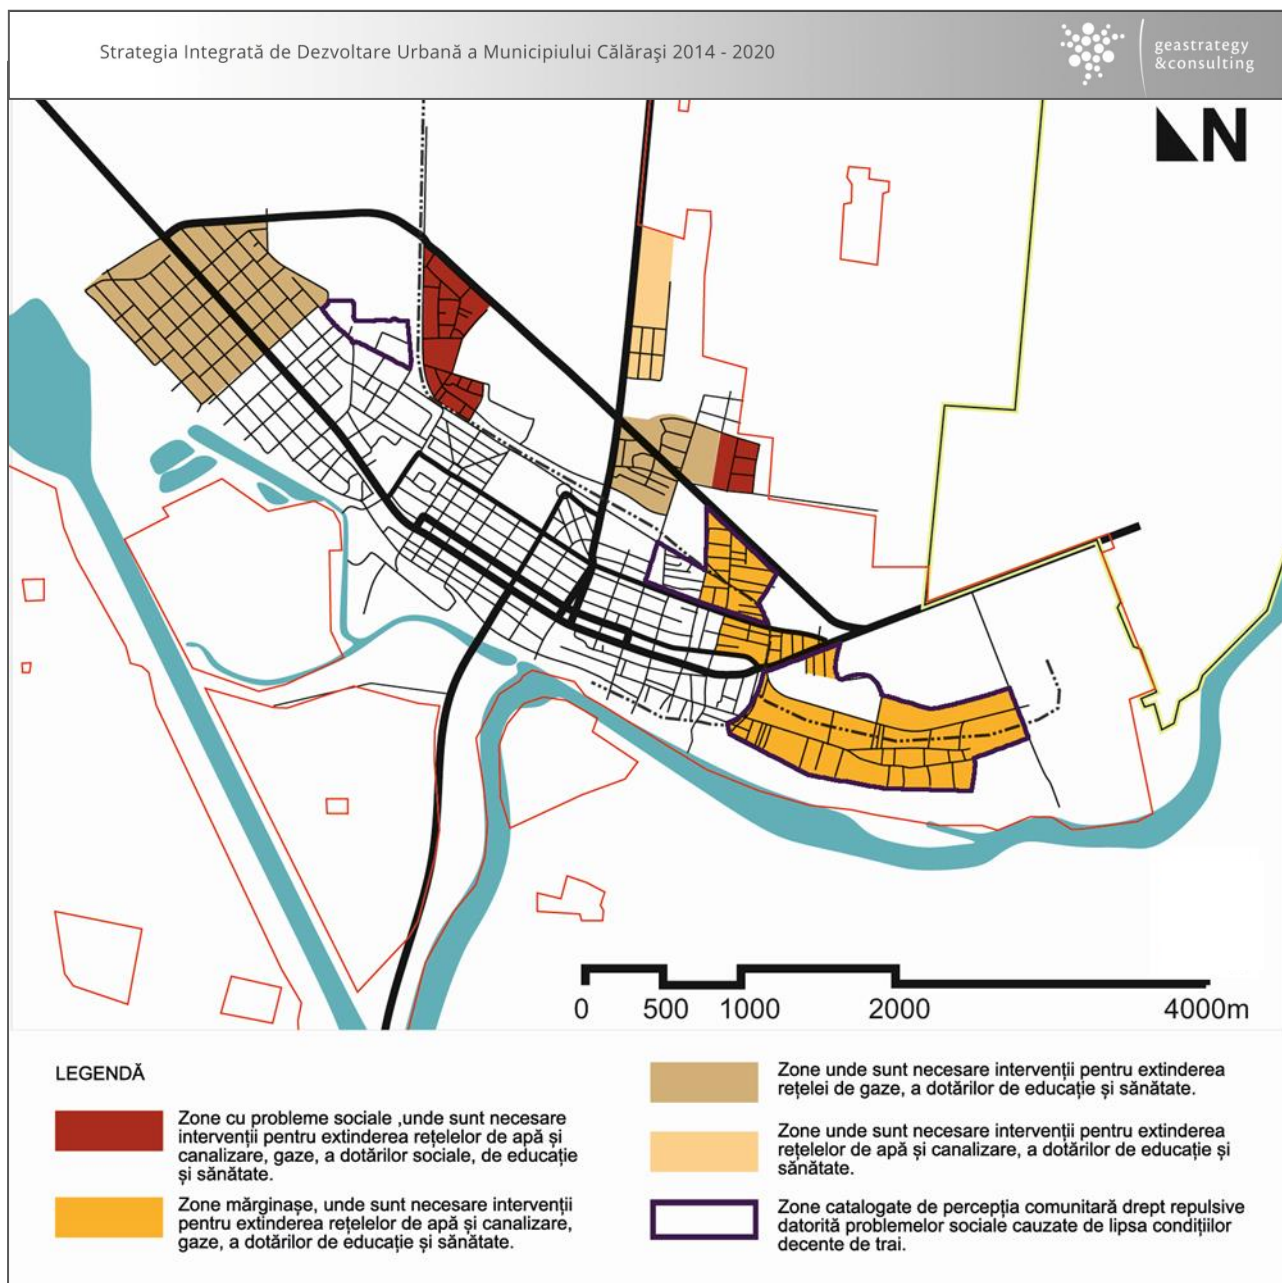 Strategia Integrată de Dezvoltare Urbană a Municipiului Călăraşi 2014 - 2020
geastrategy
&consulting
N
0 500 1000 2000 4000m
LEGENDĂ
Zone cu probleme sociale ,unde sunt necesare
intervenții pentru extinderea rețelelor de apă și
canalizare, gaze, a dotărilor sociale, de educație
și sănătate.
Zone mărginașe, unde sunt necesare intervenții
pentru extinderea rețelelor de apă și canalizare,
gaze, a dotărilor de educație și sănătate.
Zone unde sunt necesare intervenții pentru extinderea
rețelei de gaze, a dotărilor de educație și sănătate.
Zone unde sunt necesare intervenții pentru extinderea
rețelelor de apă și canalizare, a dotărilor de educație și
sănătate.
Zone catalogate de percepția comunitară drept repulsive
datorită problemelor sociale cauzate de lipsa condițiilor
decente de trai.